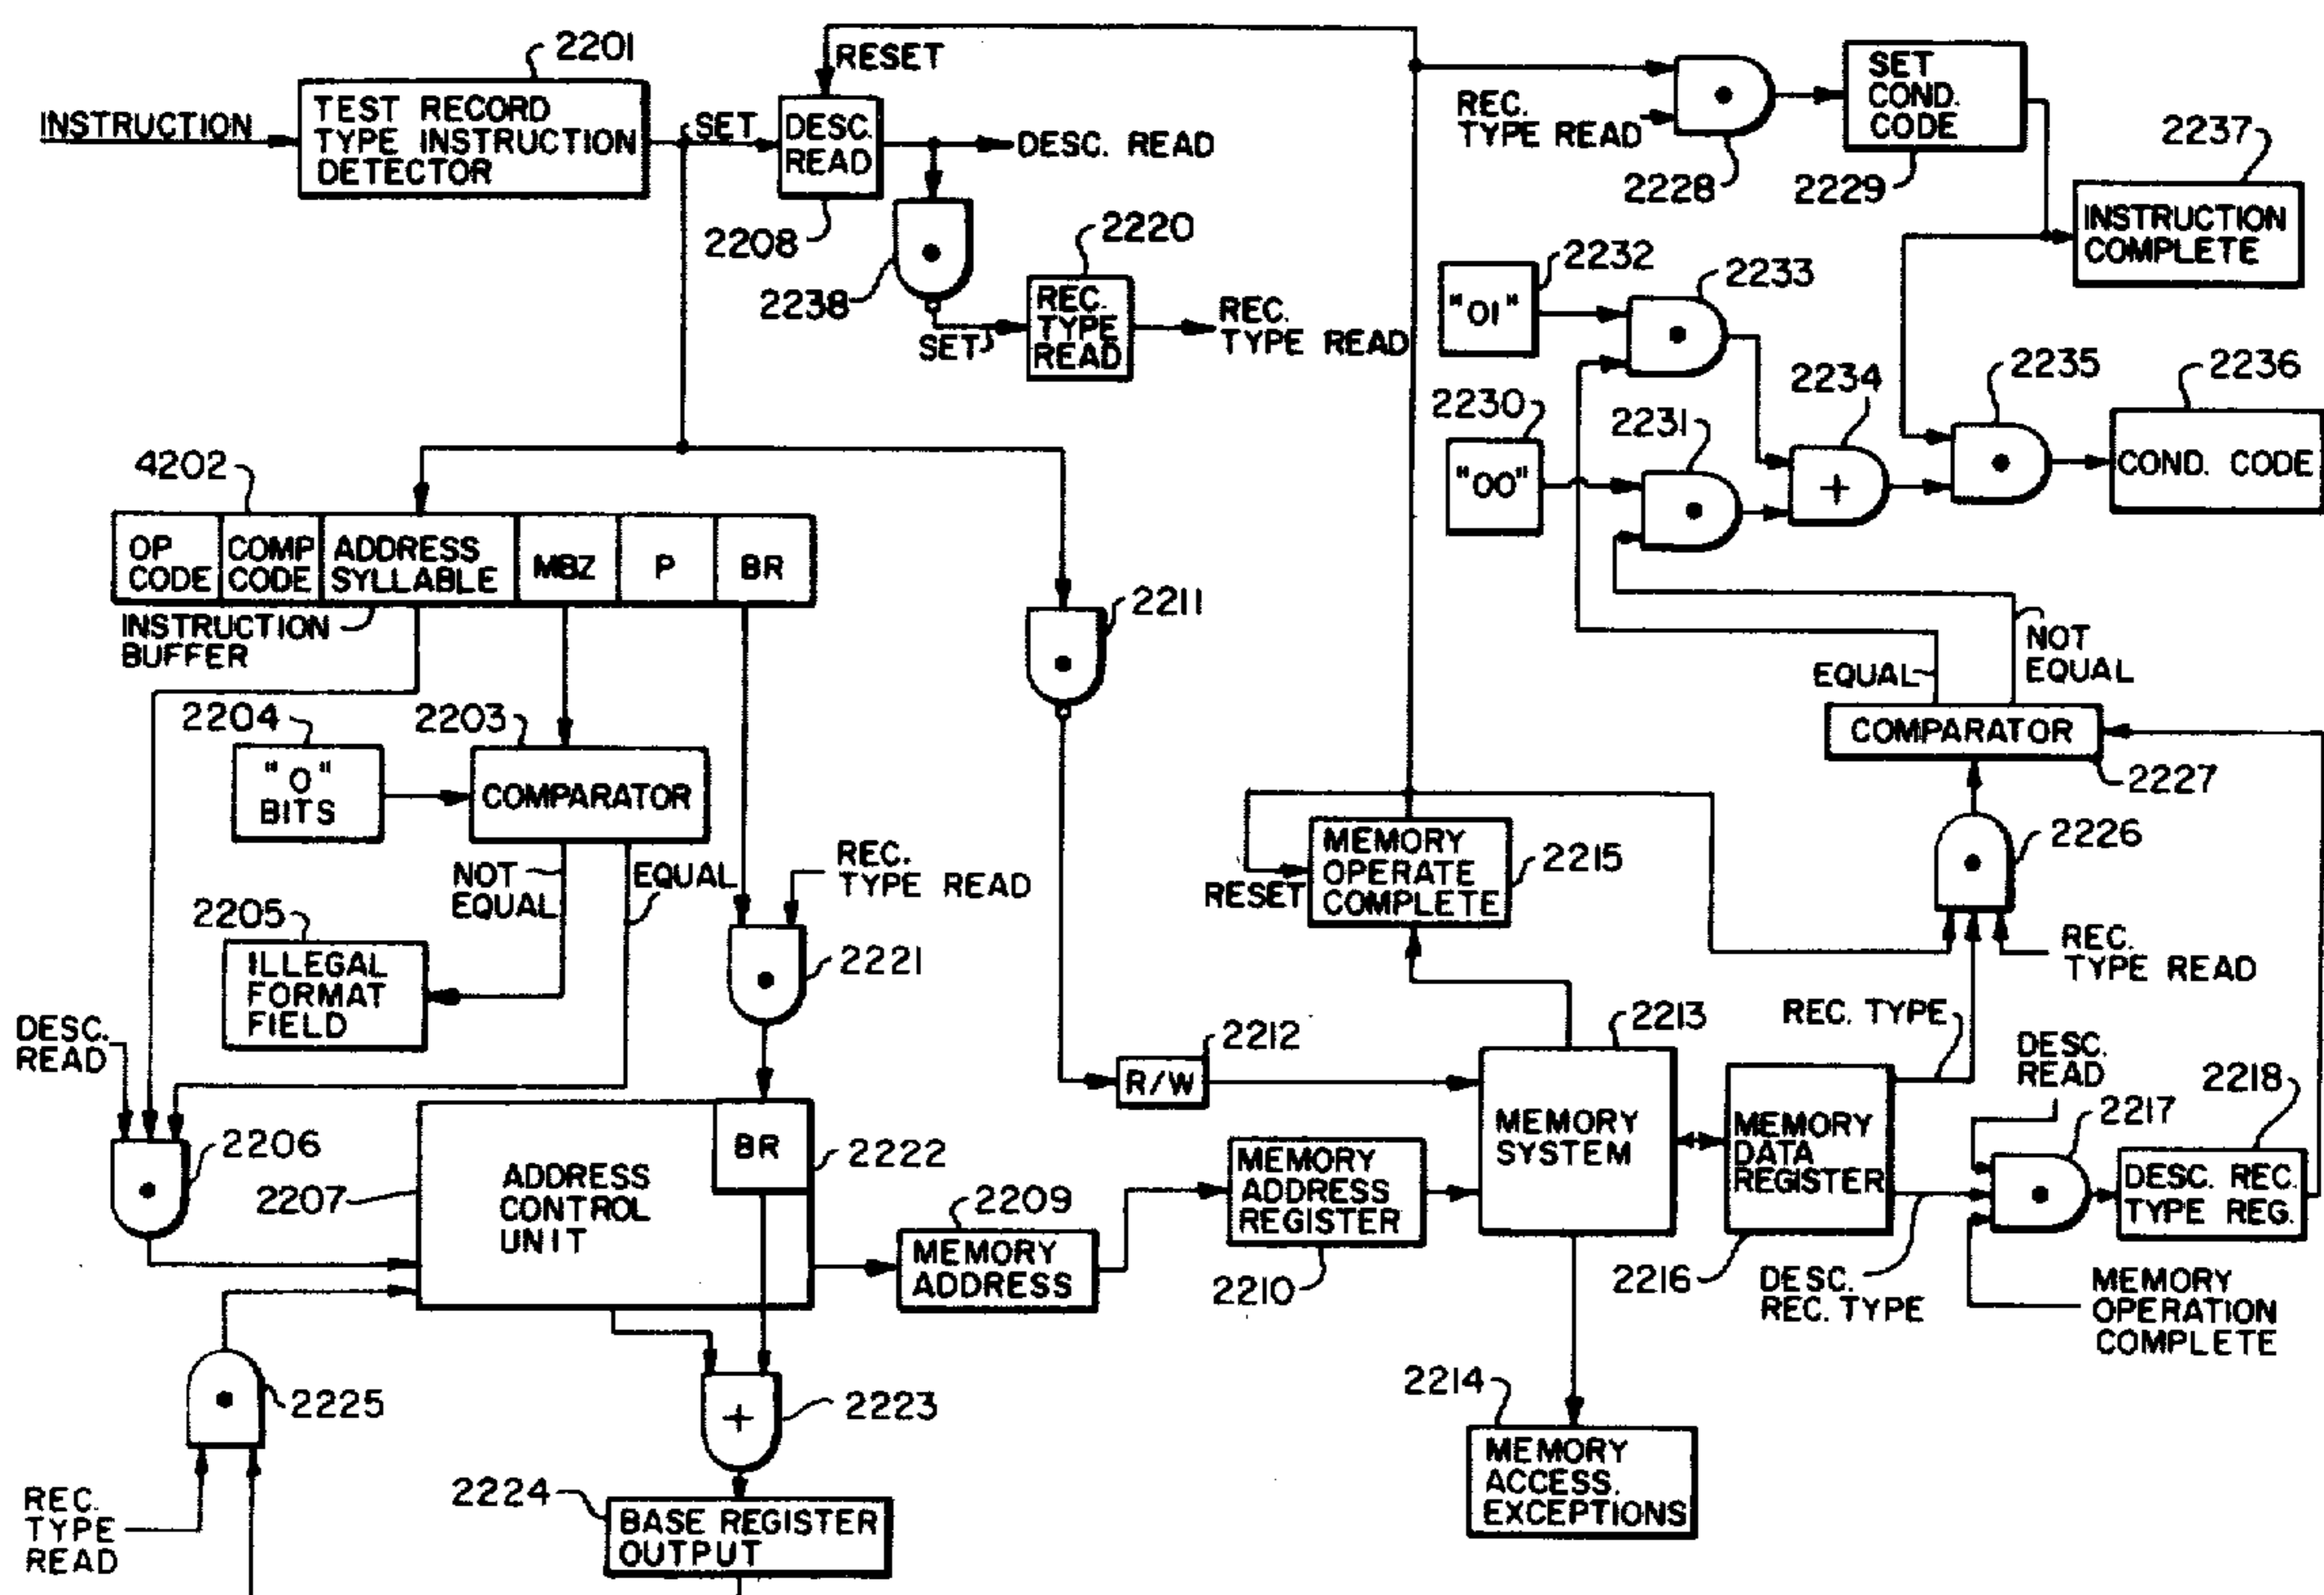 2201
INSTRUCTION
TEST RECORD
TYPE INSTRUCTION
DETECTOR
SET
RESET
DESC.
READ
2208
DESC. READ
2238
SET
2220
REC.
TYPE
READ
REC.
TYPE READ
REC.
TYPE READ
2228
SET
COND.
CODE
2229
2237
INSTRUCTION
COMPLETE
2232
"01"
2233
2230
"00"
2231
2234
+
2235
2236
COND. CODE
4202
OP
CODE
COMP
CODE
ADDRESS
SYLLABLE
MBZ
P
BR
INSTRUCTION
BUFFER
2211
2204
"0"
BITS
2203
COMPARATOR
NOT
EQUAL
EQUAL
2205
ILLEGAL
FORMAT
FIELD
REC.
TYPE READ
2221
EQUAL
NOT
EQUAL
COMPARATOR
2227
2226
REC.
TYPE READ
RESET
MEMORY
OPERATE
COMPLETE
2215
DESC.
READ
2206
2207
ADDRESS
CONTROL
UNIT
BR
2222
2212
R/W
2209
MEMORY
ADDRESS
MEMORY
ADDRESS
REGISTER
2210
2213
MEMORY
SYSTEM
MEMORY
DATA
REGISTER
2216
REC. TYPE
DESC.
REC. TYPE
DESC.
READ
2217
2218
DESC. REC.
TYPE REG.
MEMORY
OPERATION
COMPLETE
2225
REC.
TYPE
READ
+
2223
2224
BASE REGISTER
OUTPUT
2214
MEMORY
ACCESS.
EXCEPTIONS